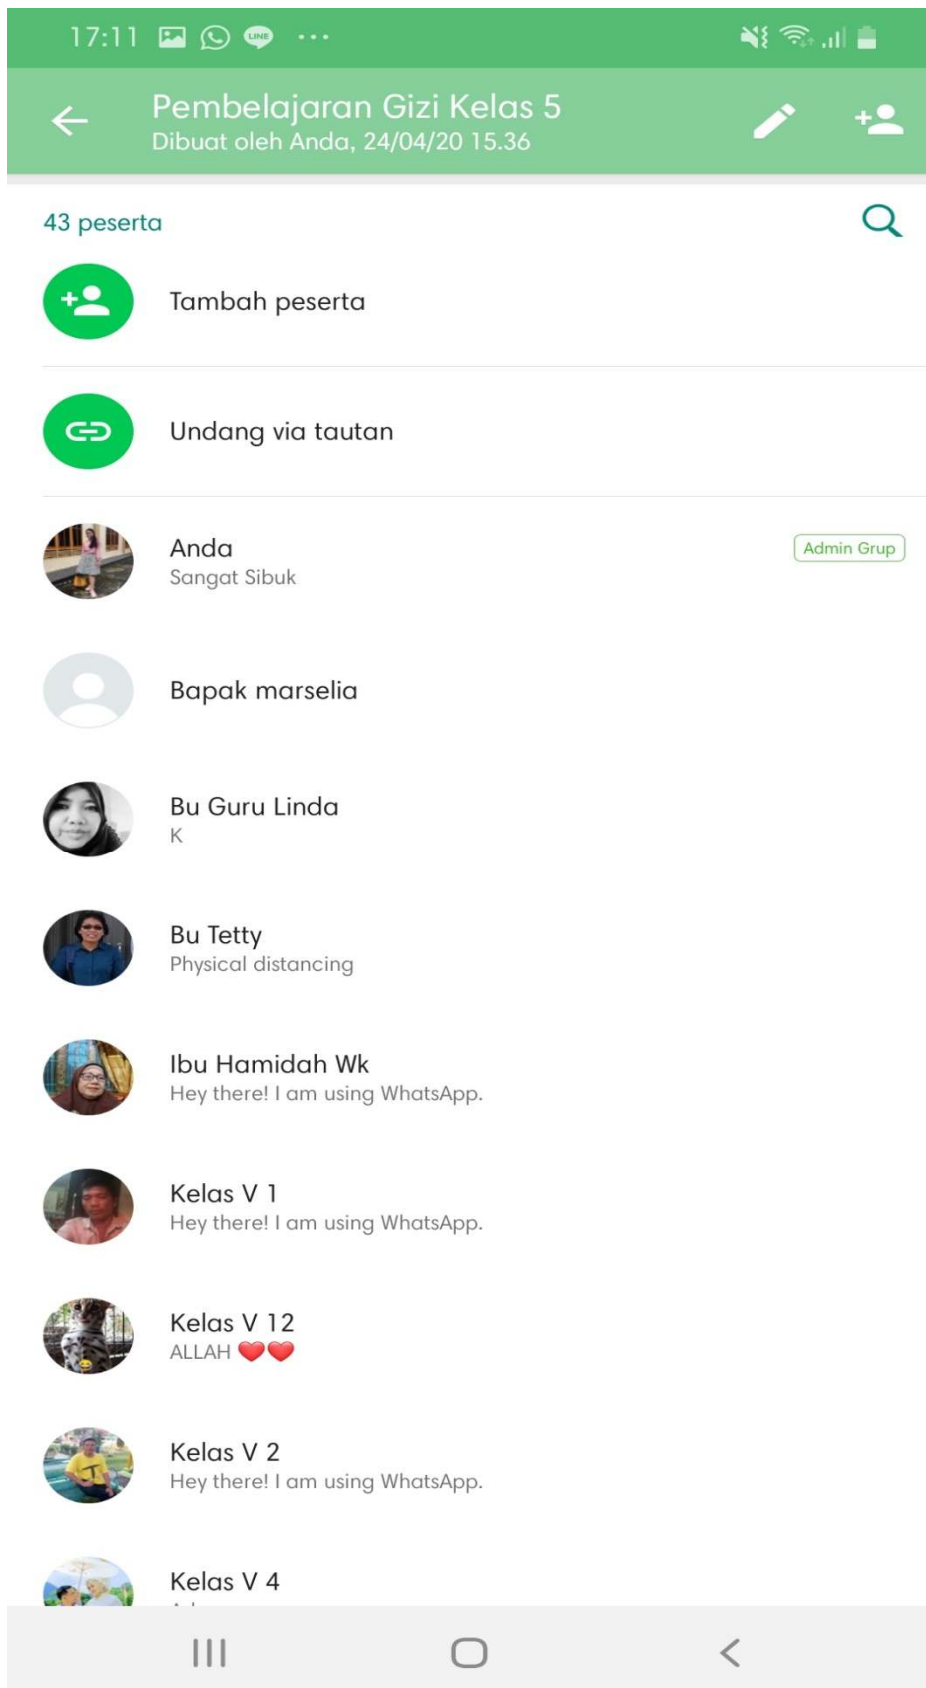 17:11
LINE
Pembelajaran Gizi Kelas 5
Dibuat oleh Anda, 24/04/20 15.36
43 peserta
Tambah peserta
Undang via tautan
Anda
Admin Grup
Sangat Sibuk
Bapak marselia
Bu Guru Linda
K
Bu Tetty
Physical distancing
Ibu Hamidah Wk
Hey there! I am using WhatsApp.
Kelas V 1
Hey there! I am using WhatsApp.
Kelas V 12
ALLAH ❤️❤️
Kelas V 2
Hey there! I am using WhatsApp.
Kelas V 4